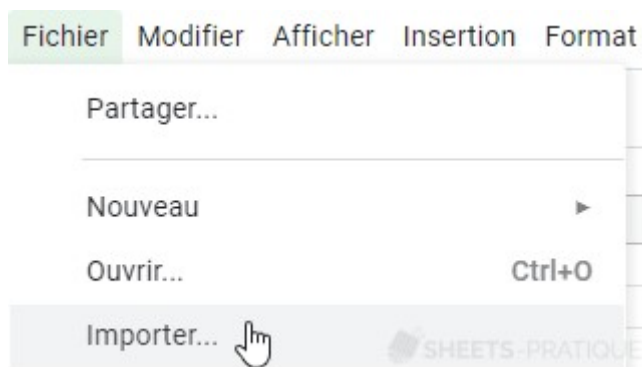 Fichier Modifier Afficher Insertion Format
Partager...
Nouveau ►
Ouvrir... Ctrl+O
Importer...
SHEETS-PRATIQUE